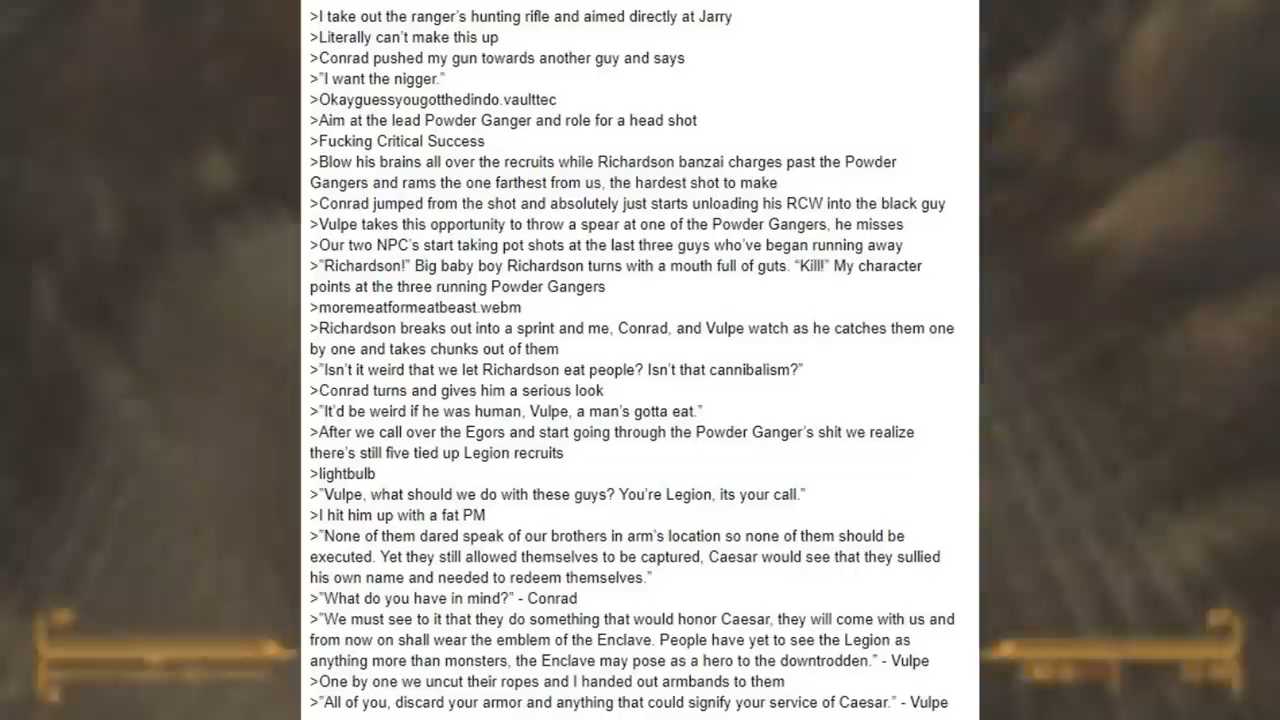 >I take out the ranger's hunting rifle and aimed directly at Jarry
>Literally can't make this up
>Conrad pushed my gun towards another guy and says
>"I want the nigger."
>Okayguessyougotthedindo.vaulttec
>Aim at the lead Powder Ganger and role for a head shot
>Fucking Critical Success
>Blow his brains all over the recruits while Richardson banzai charges past the Powder
Gangers and rams the one farthest from us, the hardest shot to make
>Conrad jumped from the shot and absolutely just starts unloading his RCW into the black guy
>Vulpe takes this opportunity to throw a spear at one of the Powder Gangers, he misses
>Our two NPC's start taking pot shots at the last three guys who've began running away
>"Richardson!" Big baby boy Richardson turns with a mouth full of guts. "Kill!" My character
points at the three running Powder Gangers
>moremeatformeatbeast.webm
>Richardson breaks out into a sprint and me, Conrad, and Vulpe watch as he catches them one
by one and takes chunks out of them
>"Isn't it weird that we let Richardson eat people? Isn't that cannibalism?"
>Conrad turns and gives him a serious look
>"It'd be weird if he was human, Vulpe, a man's gotta eat."
>After we call over the Egors and start going through the Powder Ganger's shit we realize
there's still five tied up Legion recruits
>lightbulb
>"Vulpe, what should we do with these guys? You're Legion, its your call."
>I hit him up with a fat PM
>"None of them dared speak of our brothers in arm's location so none of them should be
executed. Yet they still allowed themselves to be captured, Caesar would see that they sullied
his own name and needed to redeem themselves."
>"What do you have in mind?" - Conrad
>"We must see to it that they do something that would honor Caesar, they will come with us and
from now on shall wear the emblem of the Enclave. People have yet to see the Legion as
anything more than monsters, the Enclave may pose as a hero to the downtrodden." - Vulpe
>One by one we uncut their ropes and I handed out armbands to them
>"All of you, discard your armor and anything that could signify your service of Caesar." - Vulpe